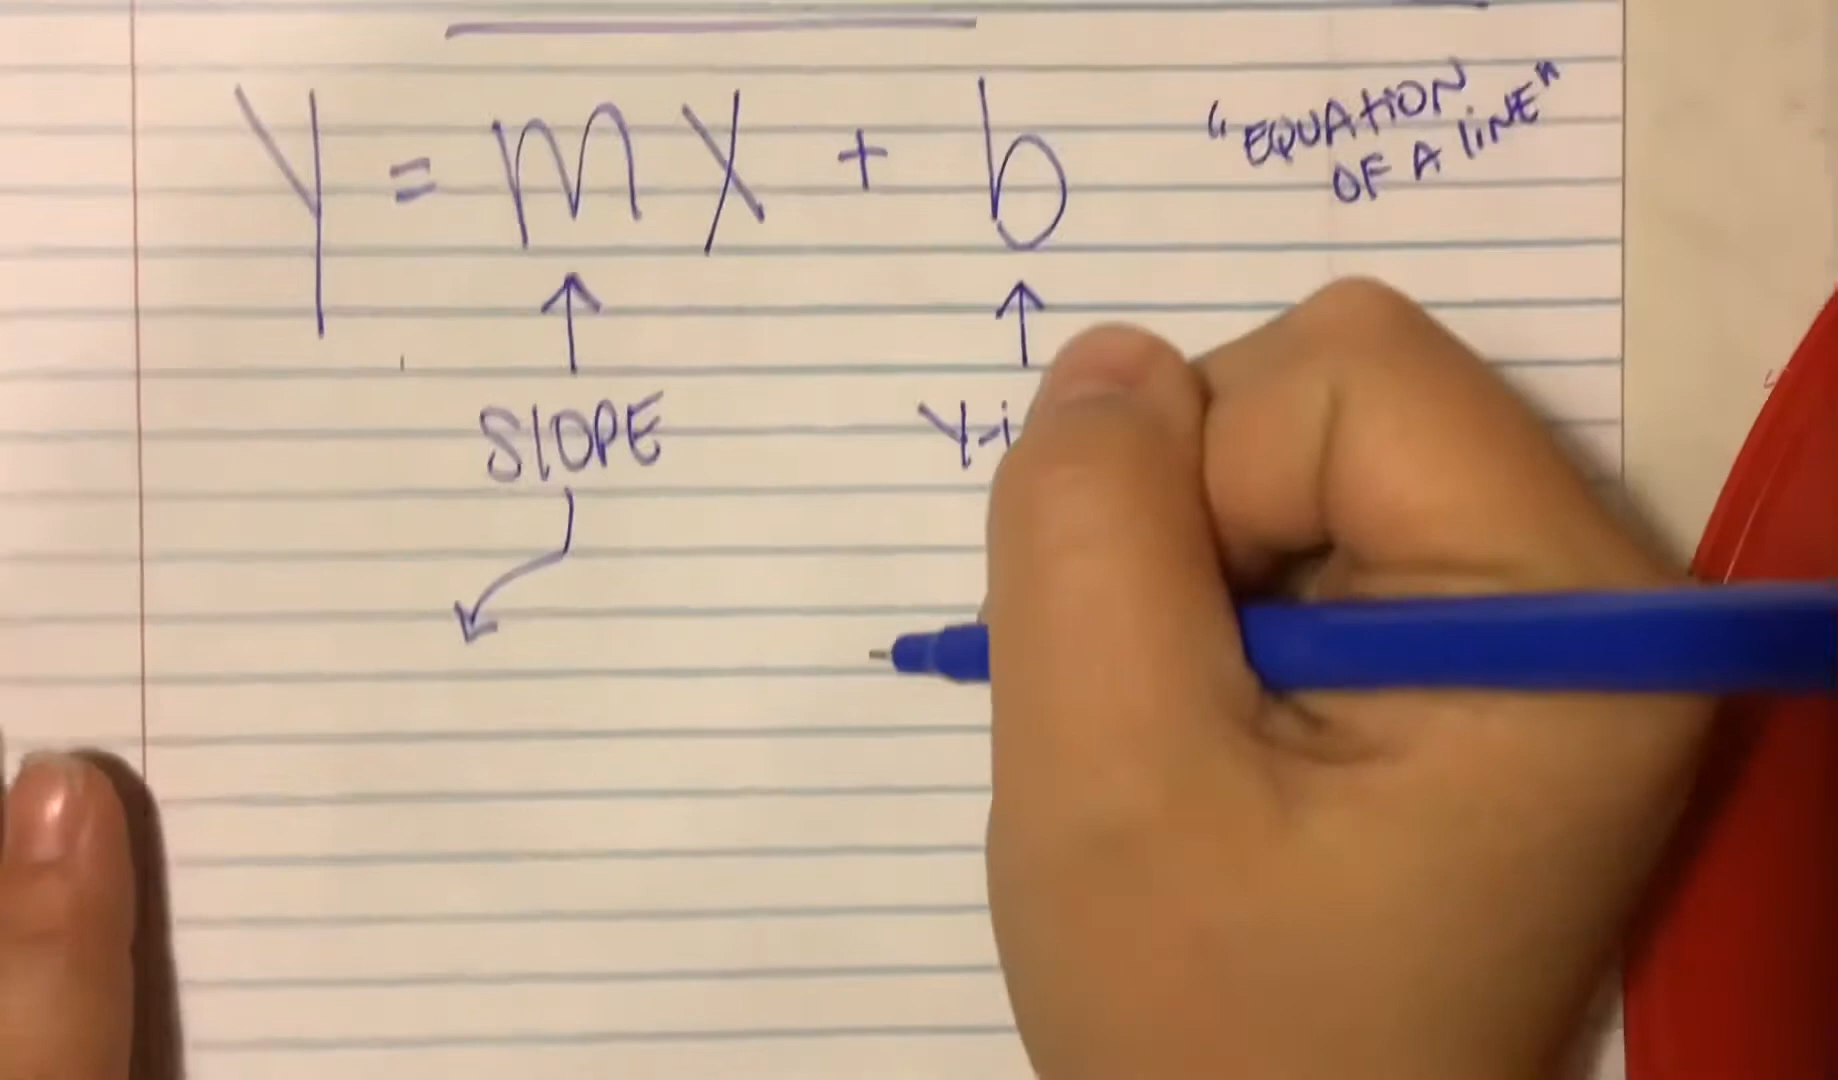 Y = mX + b
"EQUATION
OF A liNE"
SlOPE
Y-i